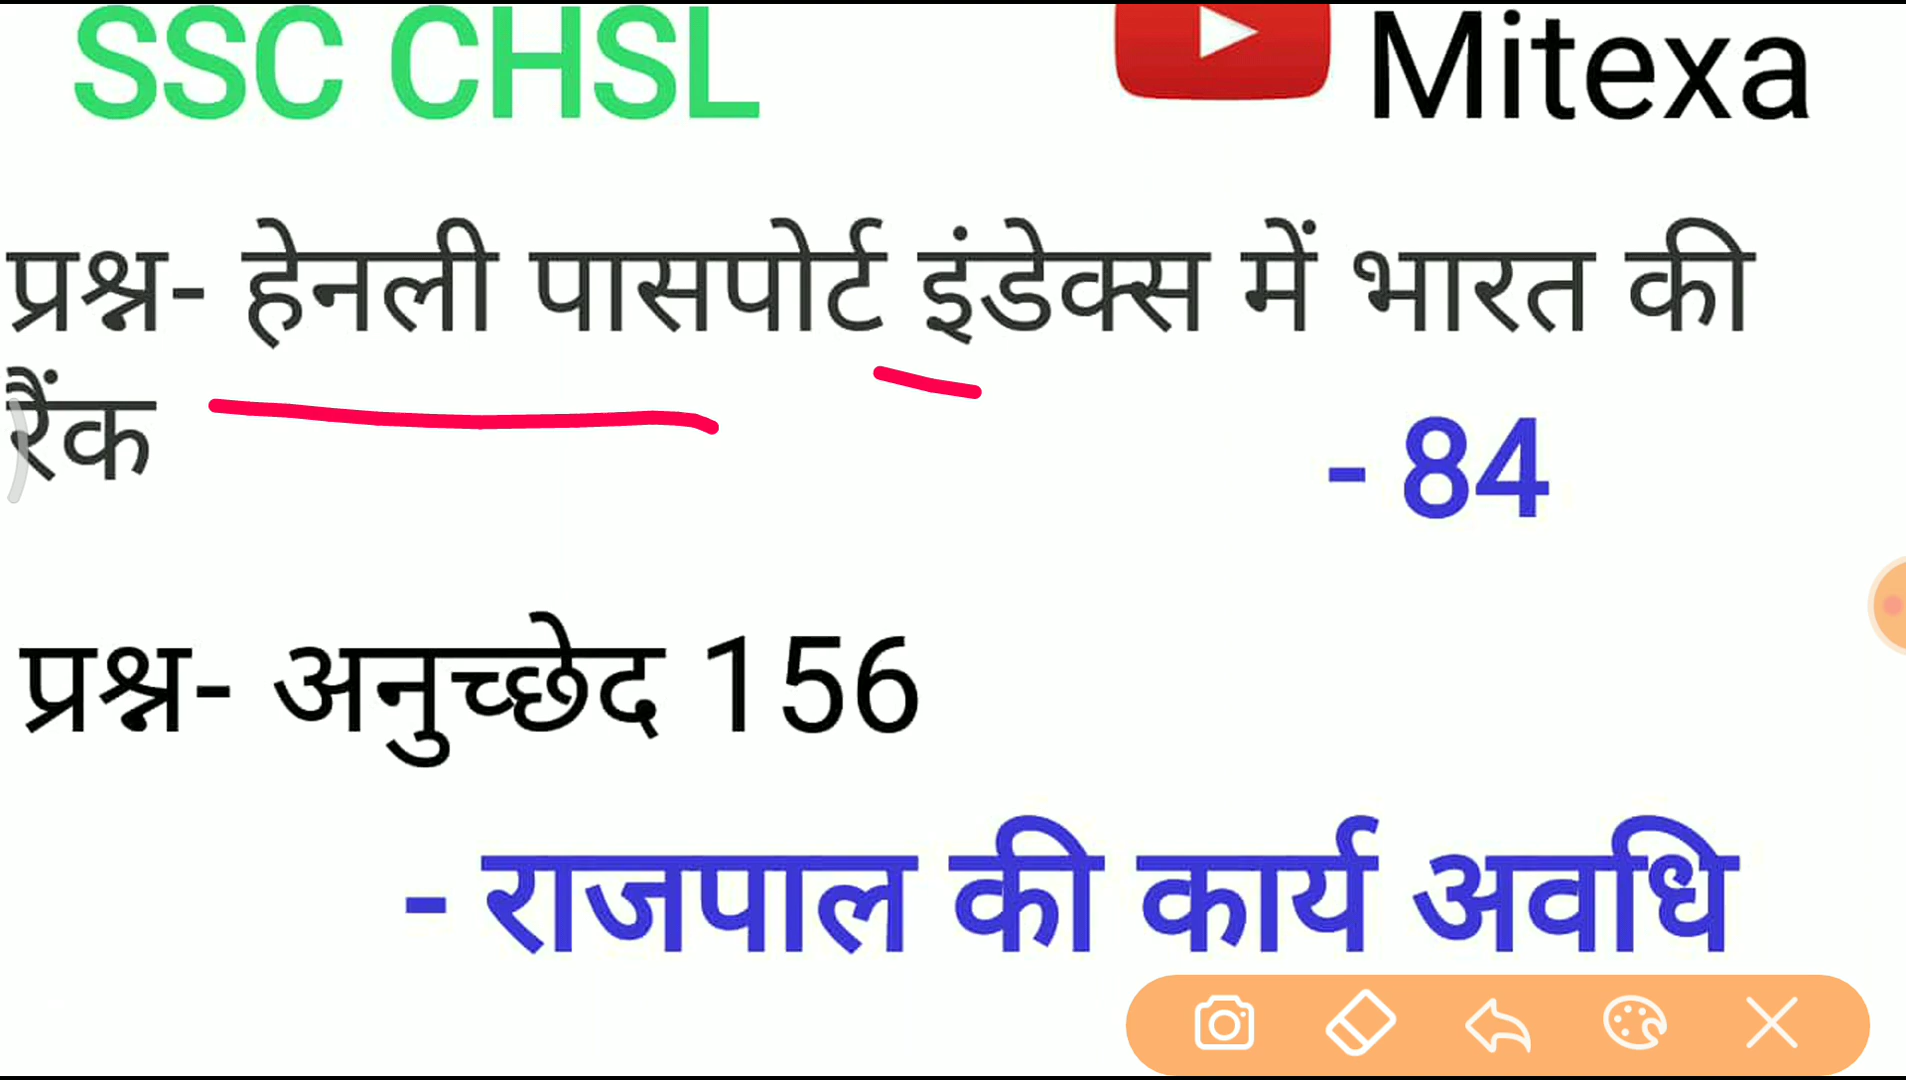 SSC CHSL Mitexa
प्रश्न- हेनली पासपोर्ट इंडेक्स में भारत की
रैंक
- 84
प्रश्न- अनुच्छेद 156
- राजपाल की कार्य अवधि